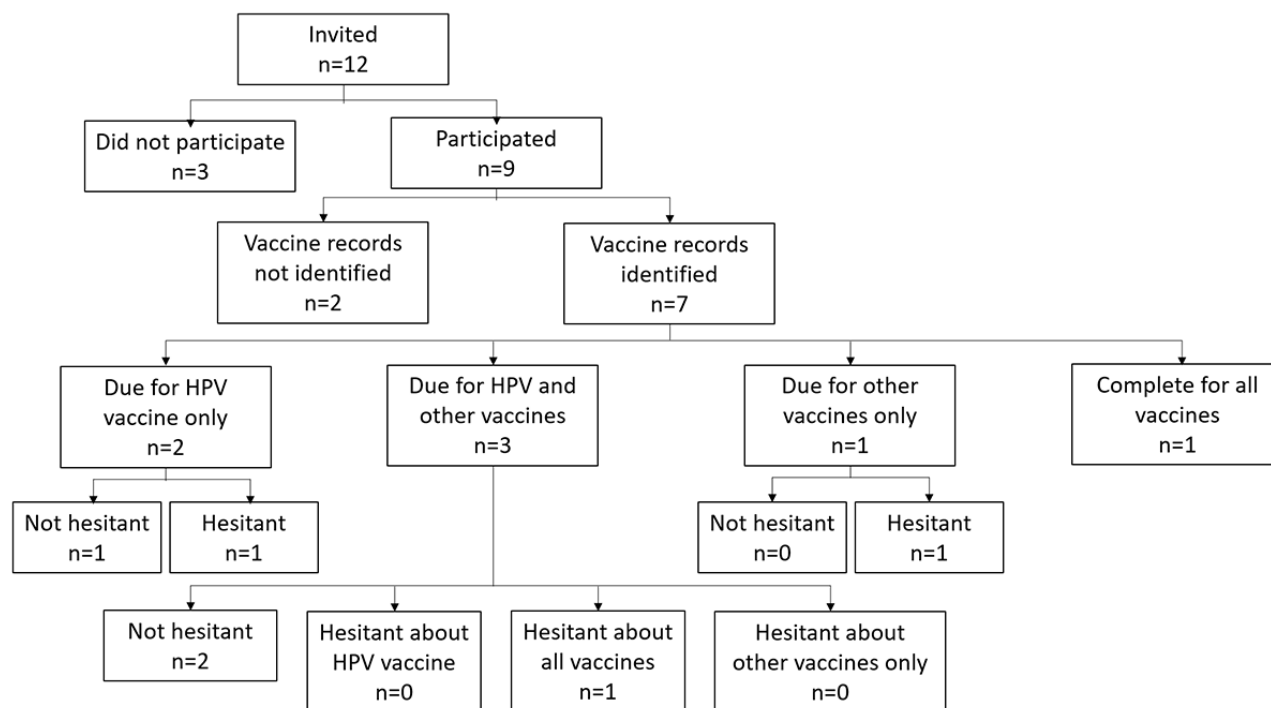 Invited
n=12
Did not participate
n=3
Participated
n=9
Vaccine records
not identified
n=2
Vaccine records
identified
n=7
Due for HPV
vaccine only
n=2
Due for HPV and
other vaccines
n=3
Due for other
vaccines only
n=1
Complete for all
vaccines
n=1
Not hesitant
n=1
Hesitant
n=1
Not hesitant
n=0
Hesitant
n=1
Not hesitant
n=2
Hesitant about
HPV vaccine
n=0
Hesitant about
all vaccines
n=1
Hesitant about
other vaccines only
n=0